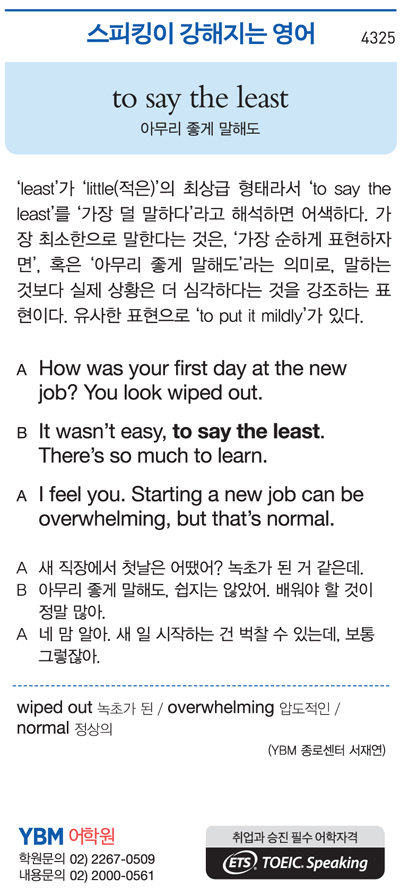 스피킹이 강해지는 영어 4325
to say the least
아무리 좋게 말해도
‘least’가 ‘little(적은)’의 최상급 형태라서 ‘to say the
least’를 ‘가장 덜 말하다’라고 해석하면 어색하다. 가
장 최소한으로 말한다는 것은, ‘가장 순하게 표현하자
면’, 혹은 ‘아무리 좋게 말해도’라는 의미로, 말하는
것보다 실제 상황은 더 심각하다는 것을 강조하는 표
현이다. 유사한 표현으로 ‘to put it mildly’가 있다.
A How was your first day at the new
job? You look wiped out.
B It wasn’t easy, to say the least.
There’s so much to learn.
A I feel you. Starting a new job can be
overwhelming, but that’s normal.
A 새 직장에서 첫날은 어땠어? 녹초가 된 거 같은데.
B 아무리 좋게 말해도, 쉽지는 않았어. 배워야 할 것이
정말 많아.
A 네 맘 알아. 새 일 시작하는 건 벅찰 수 있는데, 보통
그렇잖아.
wiped out 녹초가 된 / overwhelming 압도적인 /
normal 정상의
(YBM 종로센터 서재연)
YBM 어학원
학원문의 02) 2267-0509
내용문의 02) 2000-0561
취업과 승진 필수 어학자격
ETS TOEIC. Speaking